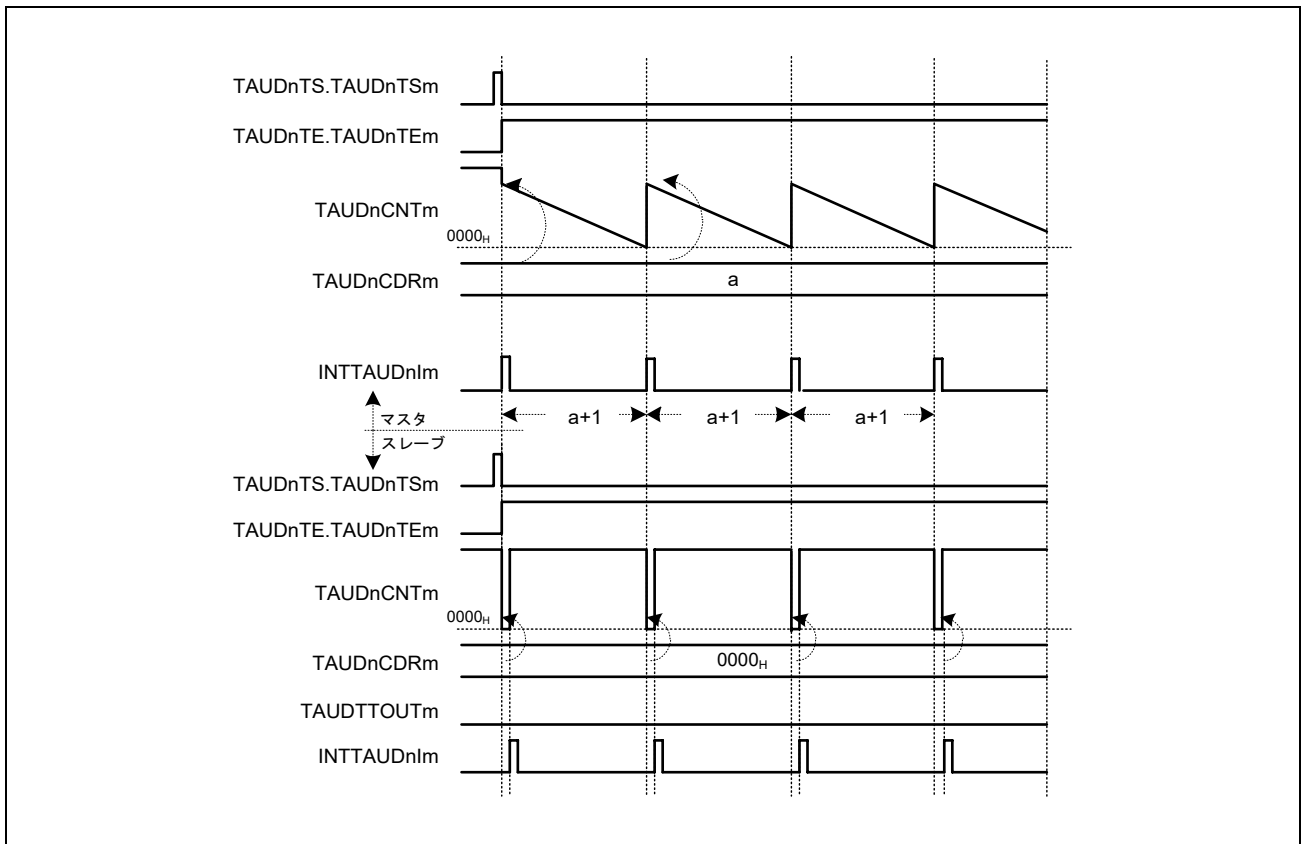 TAUDnTS.TAUDnTSm
TAUDnTE.TAUDnTEm
TAUDnCNTm
0000H
TAUDnCDRm
a
INTTAUDnIm
a+1 a+1 a+1
マスタ
スレーブ
TAUDnTS.TAUDnTSm
TAUDnTE.TAUDnTEm
TAUDnCNTm
0000H
TAUDnCDRm
0000H
TAUDTTOUTm
INTTAUDnIm